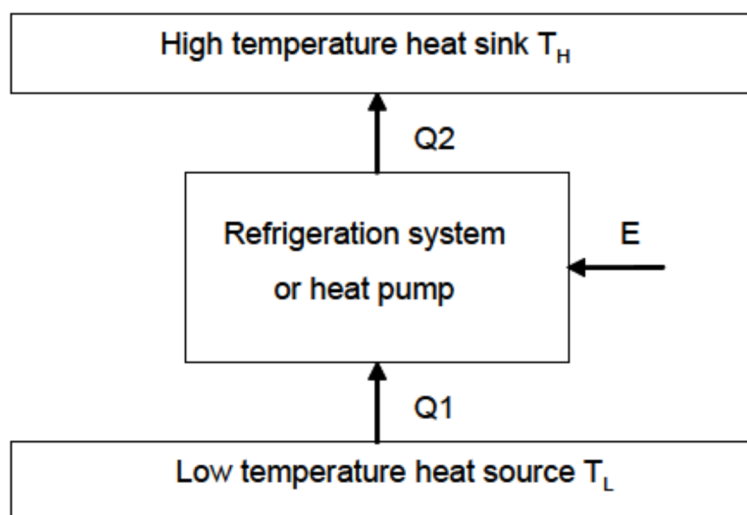 High temperature heat sink T_H
Q2
Refrigeration system
E
or heat pump
Q1
Low temperature heat source T_L